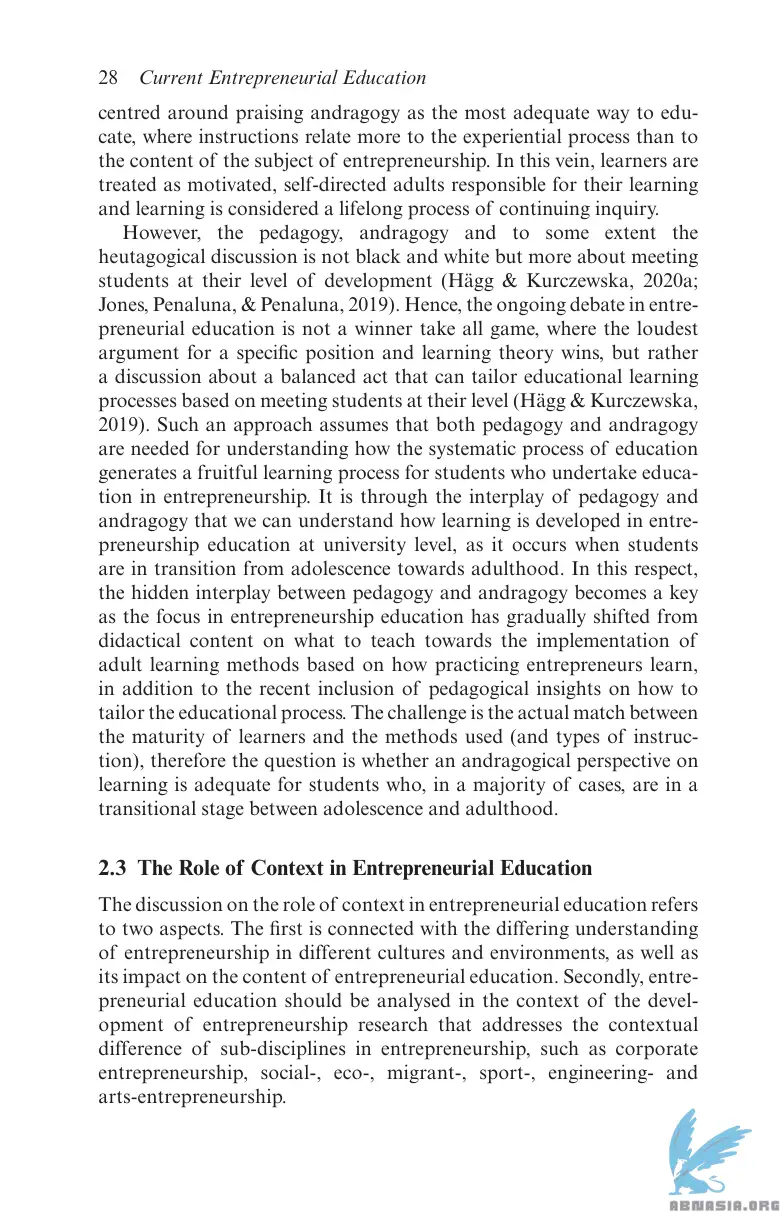 28 Current Entrepreneurial Education
centred around praising andragogy as the most adequate way to edu-
cate, where instructions relate more to the experiential process than to
the content of the subject of entrepreneurship. In this vein, learners are
treated as motivated, self-directed adults responsible for their learning
and learning is considered a lifelong process of continuing inquiry.
However, the pedagogy, andragogy and to some extent the
heutagogical discussion is not black and white but more about meeting
students at their level of development (Hägg & Kurczewska, 2020a;
Jones, Penaluna, & Penaluna, 2019). Hence, the ongoing debate in entre-
preneurial education is not a winner take all game, where the loudest
argument for a specific position and learning theory wins, but rather
a discussion about a balanced act that can tailor educational learning
processes based on meeting students at their level (Hägg & Kurczewska,
2019). Such an approach assumes that both pedagogy and andragogy
are needed for understanding how the systematic process of education
generates a fruitful learning process for students who undertake educa-
tion in entrepreneurship. It is through the interplay of pedagogy and
andragogy that we can understand how learning is developed in entre-
preneurship education at university level, as it occurs when students
are in transition from adolescence towards adulthood. In this respect,
the hidden interplay between pedagogy and andragogy becomes a key
as the focus in entrepreneurship education has gradually shifted from
didactical content on what to teach towards the implementation of
adult learning methods based on how practicing entrepreneurs learn,
in addition to the recent inclusion of pedagogical insights on how to
tailor the educational process. The challenge is the actual match between
the maturity of learners and the methods used (and types of instruc-
tion), therefore the question is whether an andragogical perspective on
learning is adequate for students who, in a majority of cases, are in a
transitional stage between adolescence and adulthood.
2.3 The Role of Context in Entrepreneurial Education
The discussion on the role of context in entrepreneurial education refers
to two aspects. The first is connected with the differing understanding
of entrepreneurship in different cultures and environments, as well as
its impact on the content of entrepreneurial education. Secondly, entre-
preneurial education should be analysed in the context of the devel-
opment of entrepreneurship research that addresses the contextual
difference of sub-disciplines in entrepreneurship, such as corporate
entrepreneurship, social-, eco-, migrant-, sport-, engineering- and
arts-entrepreneurship.
ABNASIA.ORG